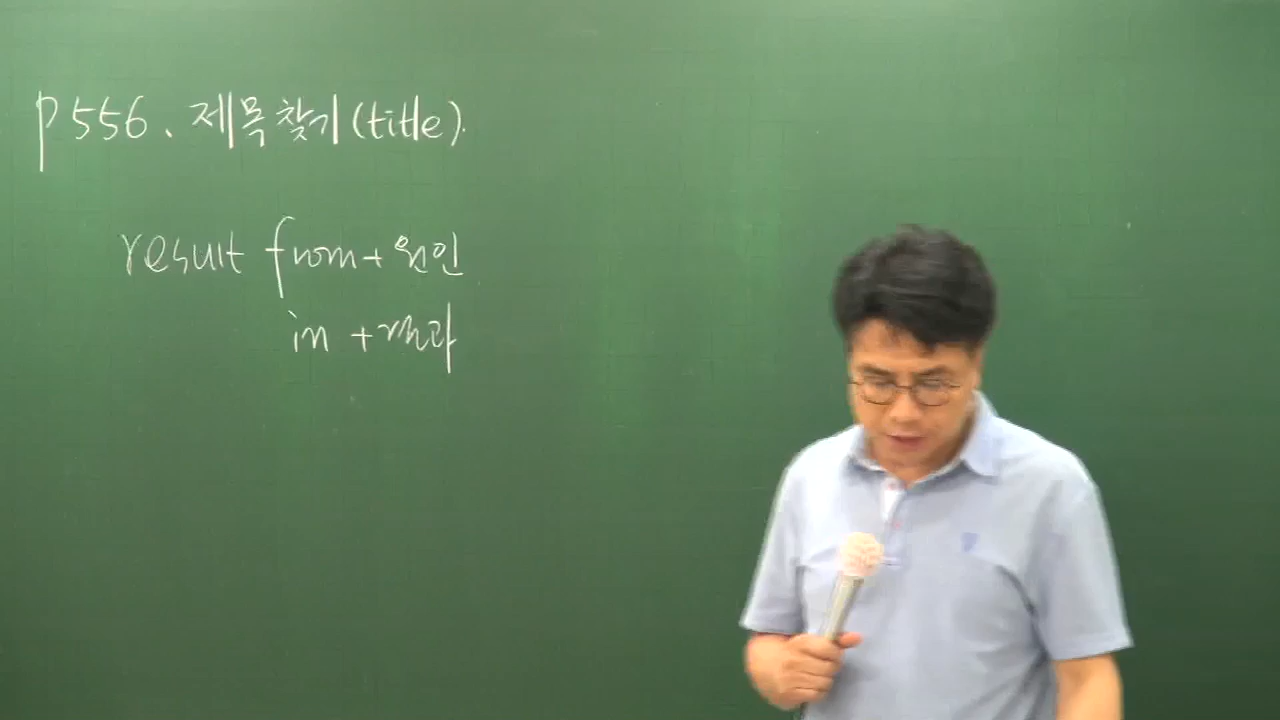 p556. 제목찾기(title).
result from + 원인
in + 결과